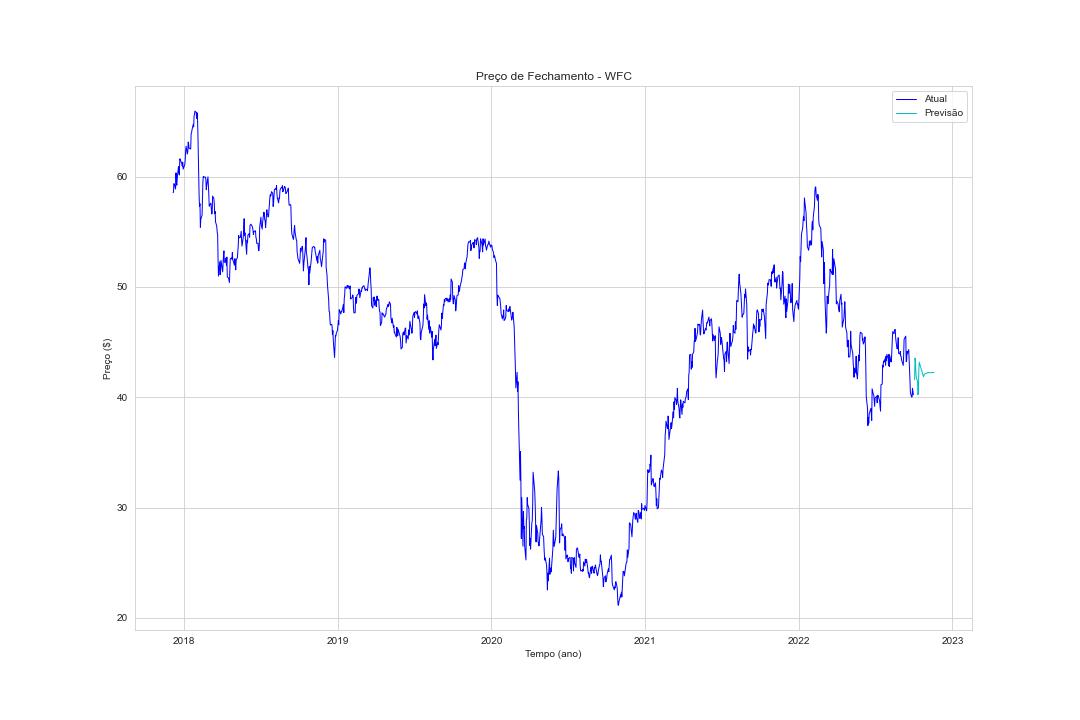 Preço de Fechamento - WFC
Atual
Previsão
60
50
40
30
20
Preço ($)
2018
2019
2020
2021
2022
2023
Tempo (ano)